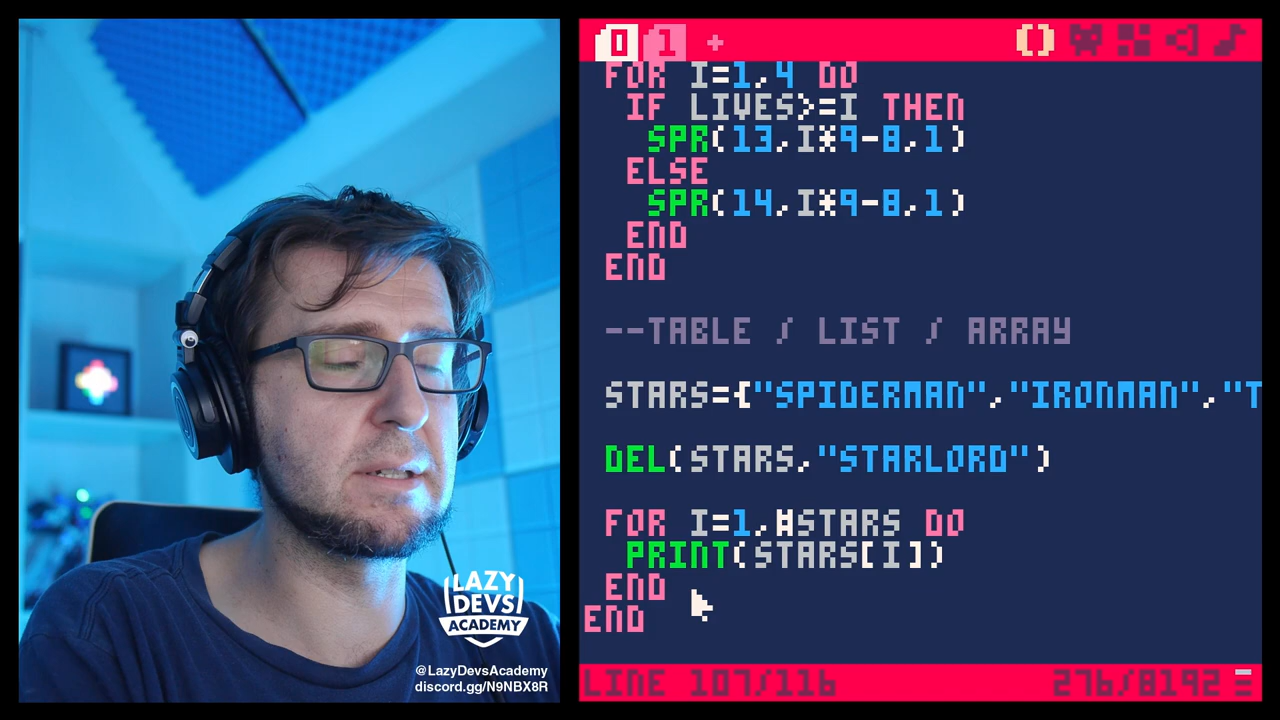 LAZY
DEVS
ACADEMY
@LazyDevsAcademy
discord.gg/N9NBX8R
0 1 +
FOR I=1,4 DO
IF LIVES>=I THEN
SPR(13,I*9-8,1)
ELSE
SPR(14,I*9-8,1)
END
END
--TABLE / LIST / ARRAY
STARS={"SPIDERMAN","IRONMAN","T
DEL(STARS,"STARLORD")
FOR I=1,#STARS DO
PRINT(STARS[I])
END
END
LINE 107/116 276/8192